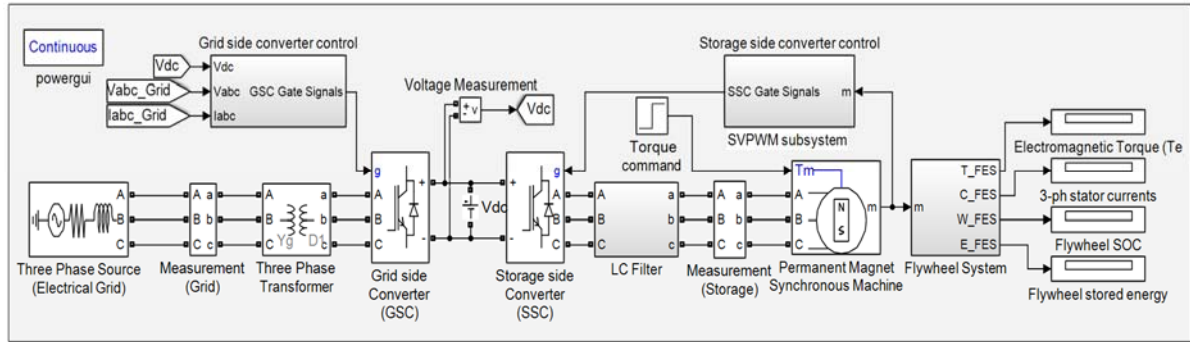 Continuous
powergui
Grid side converter control
Vdc
Vabc_Grid
Iabc_Grid
Vdc
Vabc
Iabc
GSC Gate Signals
Voltage Measurement
+
-
v
Vdc
Storage side converter control
SSC Gate Signals
m
SVPWM subsystem
Torque
command
A
B
C
Three Phase Source
(Electrical Grid)
A a
B b
C c
Measurement
(Grid)
A a
B b
C c
Yg D1
Three Phase
Transformer
g
A
B
C
+
-
Grid side
Converter
(GSC)
Vdc
g
+
-
A
B
C
Storage side
Converter
(SSC)
A a
B b
C c
LC Filter
A a
B b
C c
Measurement
(Storage)
Tm
A
B
C
N
S
m
Permanent Magnet
Synchronous Machine
m
T_FES
C_FES
W_FES
E_FES
Flywheel System
Electromagnetic Torque (Te
3-ph stator currents
Flywheel SOC
Flywheel stored energy